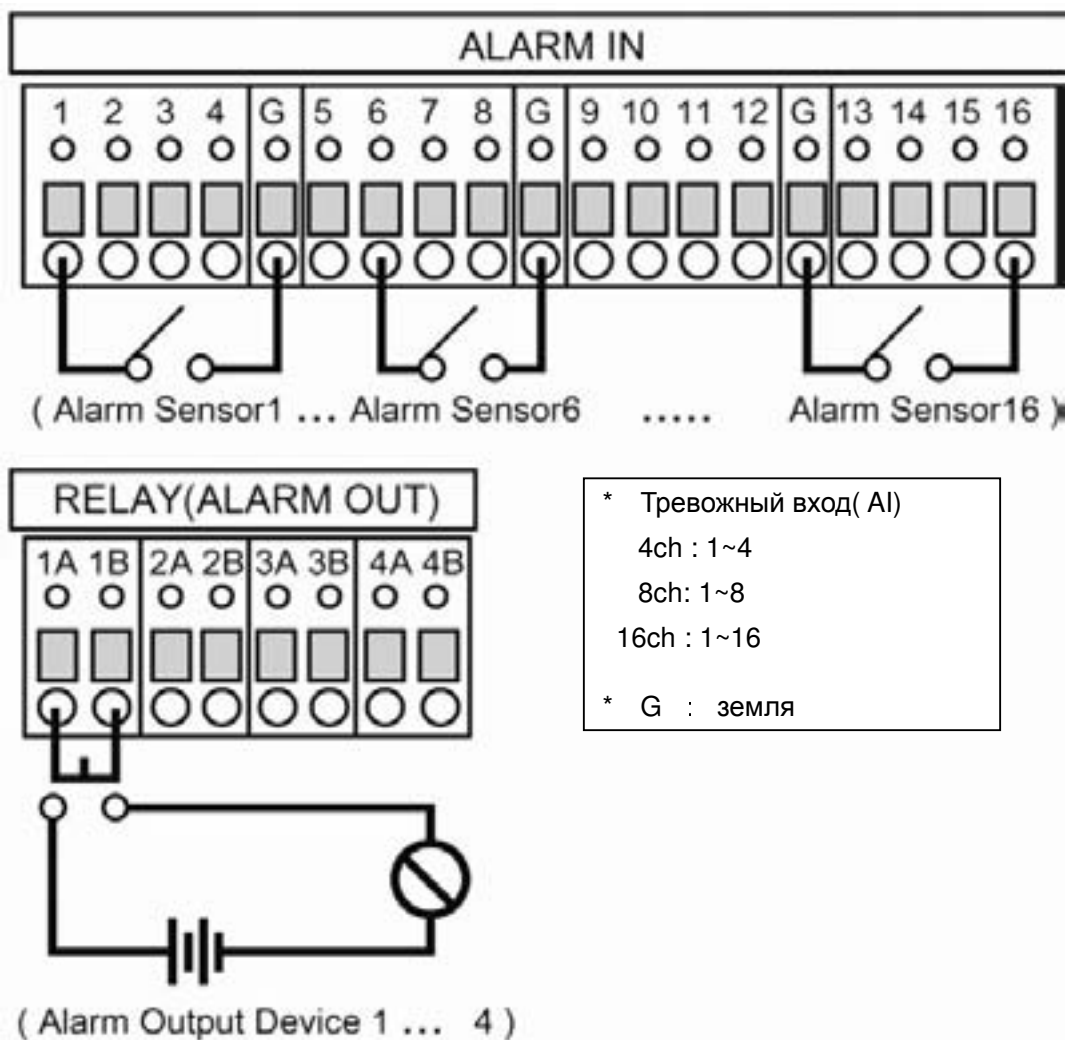 ALARM IN
1 2 3 4 G 5 6 7 8 G 9 10 11 12 G 13 14 15 16
( Alarm Sensor1 ... Alarm Sensor6 ..... Alarm Sensor16 )
RELAY(ALARM OUT)
1A 1B 2A 2B 3A 3B 4A 4B
* Тревожный вход( AI)
4ch : 1~4
8ch: 1~8
16ch : 1~16
* G : земля
( Alarm Output Device 1 ... 4 )